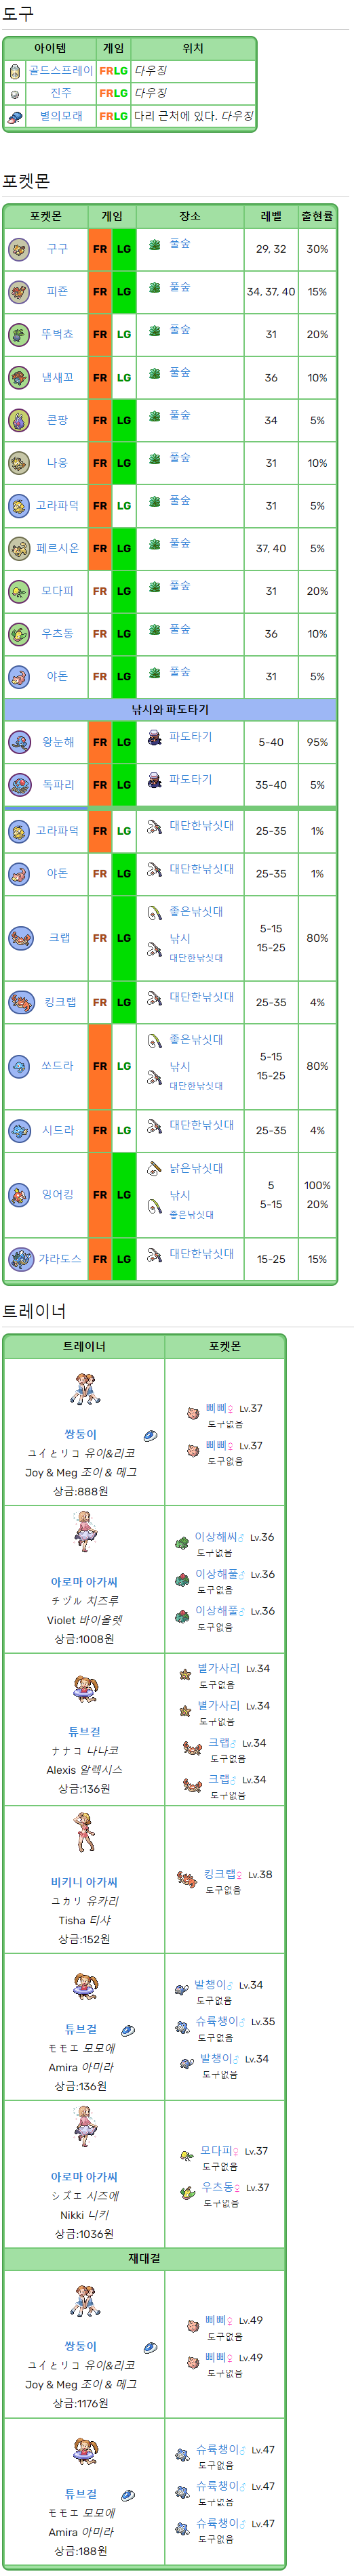 도구
아이템 게임 위치
골드스프레이 FRLG 다우징
진주 FRLG 다우징
별의모래 FRLG 다리 근처에 있다. 다우징
포켓몬
포켓몬 게임 장소 레벨 출현률
구구 FR LG 풀숲 29, 32 30%
피죤 FR LG 풀숲 34, 37, 40 15%
뚜벅쵸 FR LG 풀숲 31 20%
냄새꼬 FR LG 풀숲 36 10%
콘팡 FR LG 풀숲 34 5%
나옹 FR LG 풀숲 31 10%
고라파덕 FR LG 풀숲 31 5%
페르시온 FR LG 풀숲 37, 40 5%
모다피 FR LG 풀숲 31 20%
우츠동 FR LG 풀숲 36 10%
야돈 FR LG 풀숲 31 5%
낚시와 파도타기
왕눈해 FR LG 파도타기 5-40 95%
독파리 FR LG 파도타기 35-40 5%
고라파덕 FR LG 대단한낚싯대 25-35 1%
야돈 FR LG 대단한낚싯대 25-35 1%
크랩 FR LG 좋은낚싯대 낚시 대단한낚싯대 5-15 15-25 80%
킹크랩 FR LG 대단한낚싯대 25-35 4%
쏘드라 FR LG 좋은낚싯대 낚시 대단한낚싯대 5-15 15-25 80%
시드라 FR LG 대단한낚싯대 25-35 4%
잉어킹 FR LG 낡은낚싯대 낚시 좋은낚싯대 5 5-15 100% 20%
갸라도스 FR LG 대단한낚싯대 15-25 15%
트레이너
트레이너 포켓몬
쌍둥이
ユイとリコ 유이&리코
Joy & Meg 조이 & 메그
상금:888원
삐삐♀ Lv.37
도구없음
삐삐♀ Lv.37
도구없음
아로마 아가씨
チヅル 치즈루
Violet 바이올렛
상금:1008원
이상해씨♂ Lv.36
도구없음
이상해풀♂ Lv.36
도구없음
이상해풀♂ Lv.36
도구없음
튜브걸
ナナコ 나나코
Alexis 알렉시스
상금:136원
별가사리 Lv.34
도구없음
별가사리 Lv.34
도구없음
크랩♂ Lv.34
도구없음
크랩♂ Lv.34
도구없음
비키니 아가씨
ユカリ 유카리
Tisha 티샤
상금:152원
킹크랩♀ Lv.38
도구없음
튜브걸
モモエ 모모에
Amira 아미라
상금:136원
발챙이♂ Lv.34
도구없음
슈륙챙이♂ Lv.35
도구없음
발챙이♂ Lv.34
도구없음
아로마 아가씨
シズエ 시즈에
Nikki 니키
상금:1036원
모다피♀ Lv.37
도구없음
우츠동♀ Lv.37
도구없음
재대결
쌍둥이
ユイとリコ 유이&리코
Joy & Meg 조이 & 메그
상금:1176원
삐삐♀ Lv.49
도구없음
삐삐♀ Lv.49
도구없음
튜브걸
モモエ 모모에
Amira 아미라
상금:188원
슈륙챙이♂ Lv.47
도구없음
슈륙챙이♂ Lv.47
도구없음
슈륙챙이♂ Lv.47
도구없음